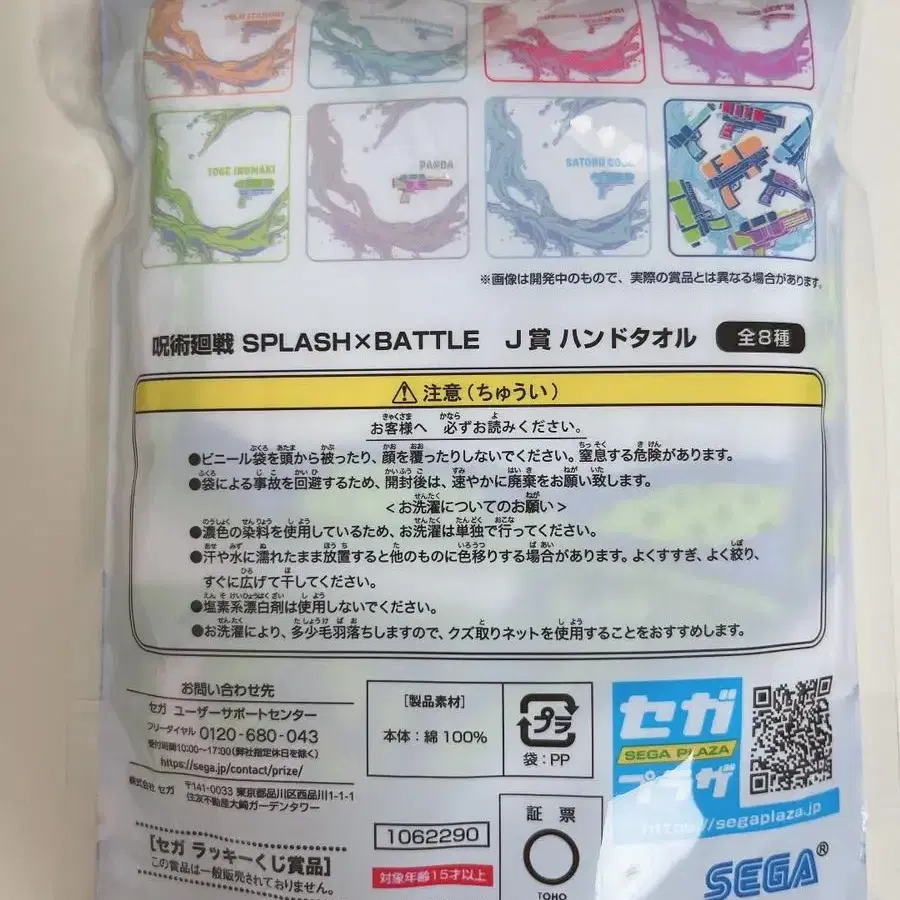 TOGE INUMAKI
PANDA
SATORU GOJO
※画像は開発中のもので、実際の賞品とは異なる場合があります。
呪術廻戦 SPLASH×BATTLE J賞 ハンドタオル 全8種
⚠注意(ちゅうい)
お客様へ 必ずお読みください。
●ビニール袋を頭から被ったり、顔を覆ったりしないでください。窒息する危険があります。
●袋による事故を回避するため、開封後は、速やかに廃棄をお願い致します。
<お洗濯についてのお願い>
●濃色の染料を使用しているため、お洗濯は単独で行ってください。
●汗や水に濡れたまま放置すると他のものに色移りする場合があります。よくすすぎ、よく絞り、
すぐに広げて干してください。
●塩素系漂白剤は使用しないでください。
●お洗濯により、多少毛羽落ちしますので、クズ取りネットを使用することをおすすめします。
お問い合わせ先
セガ ユーザーサポートセンター
フリーダイヤル 0120-680-043
受付時間10:00〜17:00(弊社指定休日を除く)
https://sega.jp/contact/prize/
株式会社 セガ 〒141-0033 東京都品川区西品川1-1-1
住友不動産大崎ガーデンタワー
[セガ ラッキーくじ賞品]
この賞品は一般販売されておりません。
[製品素材]
本体:綿100%
プラ
袋:PP
1062290
対象年齢15才以上
証票
TOHO
セガ
SEGA PLAZA
プラザ
https://segaplaza.jp
SEGA®